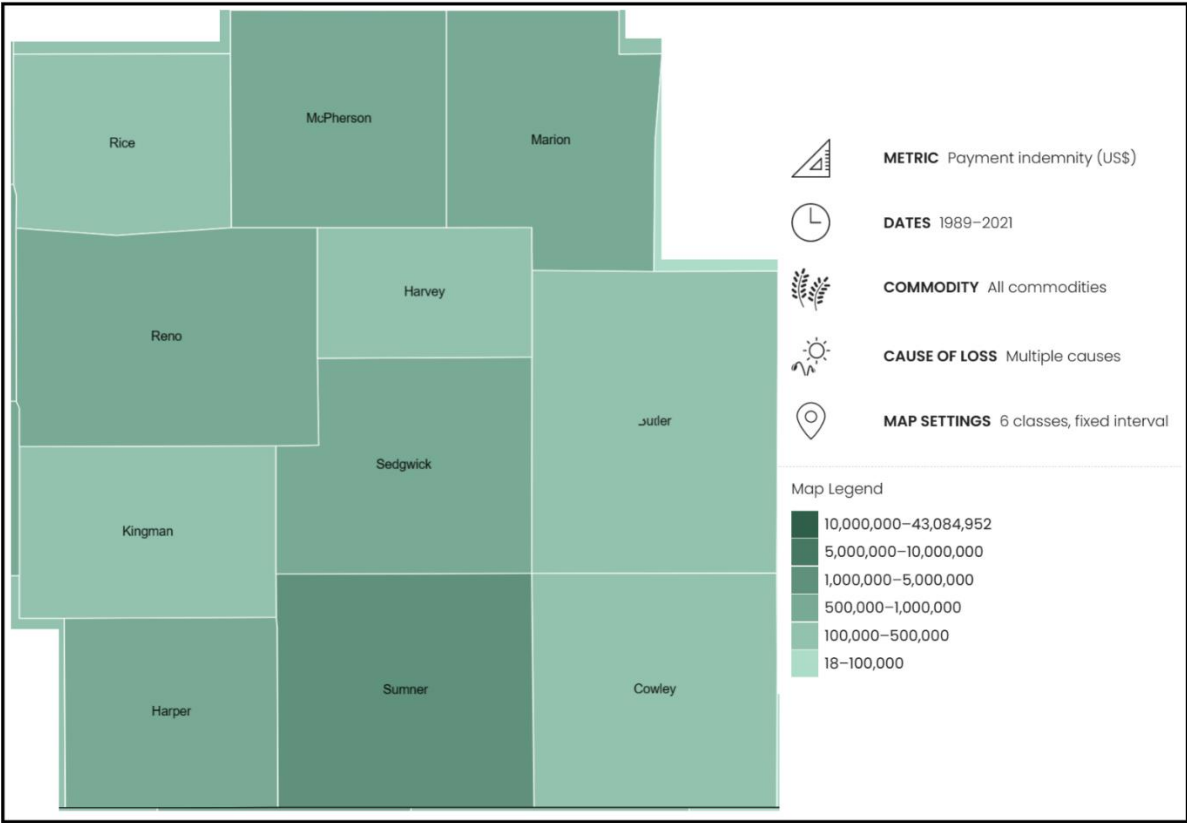 McPherson
Rice
Marion
Harvey
Reno
Sedgwick
Kingman
Sumner
Cowley
Harper
METRIC Payment indemnity (US$)
DATES 1989–2021
COMMODITY All commodities
CAUSE OF LOSS Multiple causes
MAP SETTINGS 6 classes, fixed interval
Map Legend
10,000,000–43,084,952
5,000,000–10,000,000
1,000,000–5,000,000
500,000–1,000,000
100,000–500,000
18–100,000